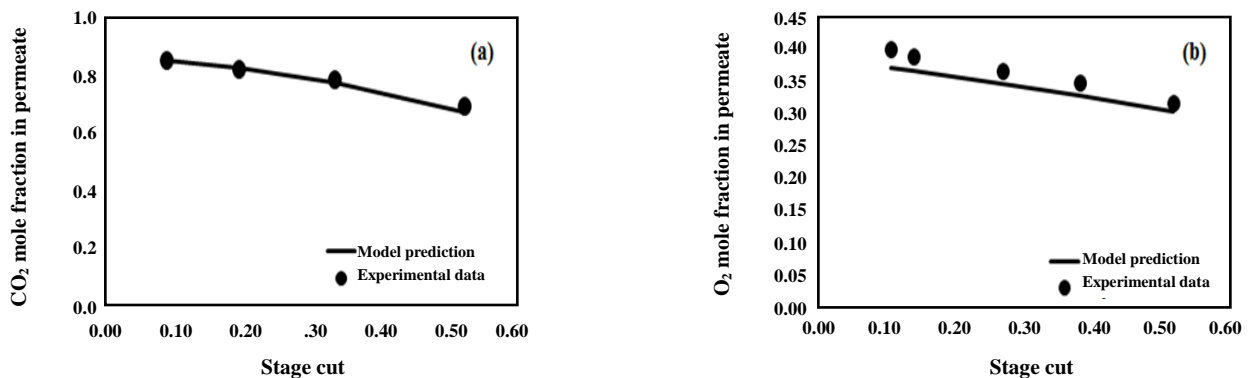 CO₂ mole fraction in permeate
1.0
0.8
0.6
0.4
0.2
0.0
(a)
Model prediction
Experimental data
0.00 0.10 0.20 .30 0.40 0.50 0.60
Stage cut
O₂ mole fraction in permeate
0.45
0.40
0.35
0.30
0.25
0.20
0.15
0.10
0.05
0.00
(b)
Model prediction
Experimental data
0.00 0.10 0.20 0.30 0.40 0.50 0.60
Stage cut